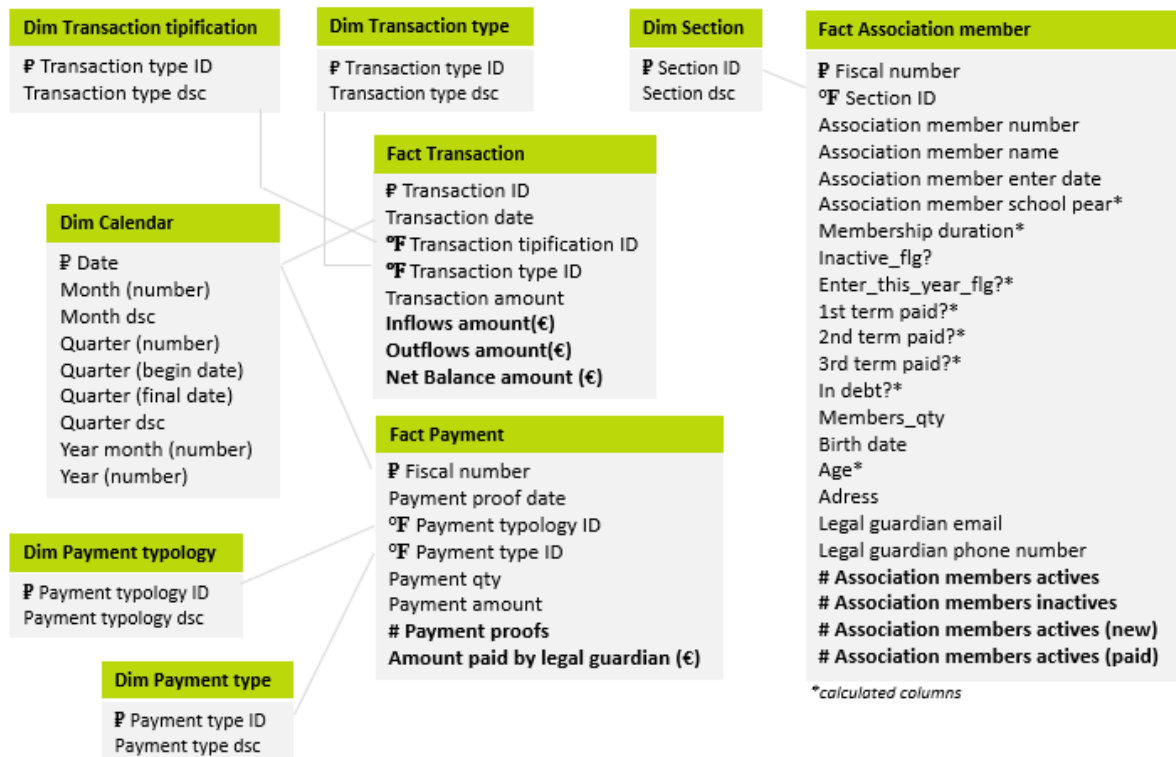 Dim Transaction tipification
₽ Transaction type ID
Transaction type dsc
Dim Transaction type
₽ Transaction type ID
Transaction type dsc
Dim Section
₽ Section ID
Section dsc
Fact Association member
₽ Fiscal number
°F Section ID
Association member number
Association member name
Association member enter date
Association member school pear*
Membership duration*
Inactive_flg?
Enter_this_year_flg?*
1st term paid?*
2nd term paid?*
3rd term paid?*
In debt?*
Members_qty
Birth date
Age*
Adress
Legal guardian email
Legal guardian phone number
# Association members actives
# Association members inactives
# Association members actives (new)
# Association members actives (paid)
*calculated columns
Fact Transaction
₽ Transaction ID
Transaction date
°F Transaction tipification ID
°F Transaction type ID
Transaction amount
Inflows amount(€)
Outflows amount(€)
Net Balance amount (€)
Dim Calendar
₽ Date
Month (number)
Month dsc
Quarter (number)
Quarter (begin date)
Quarter (final date)
Quarter dsc
Year month (number)
Year (number)
Fact Payment
₽ Fiscal number
Payment proof date
°F Payment typology ID
°F Payment type ID
Payment qty
Payment amount
# Payment proofs
Amount paid by legal guardian (€)
Dim Payment typology
₽ Payment typology ID
Payment typology dsc
Dim Payment type
₽ Payment type ID
Payment type dsc